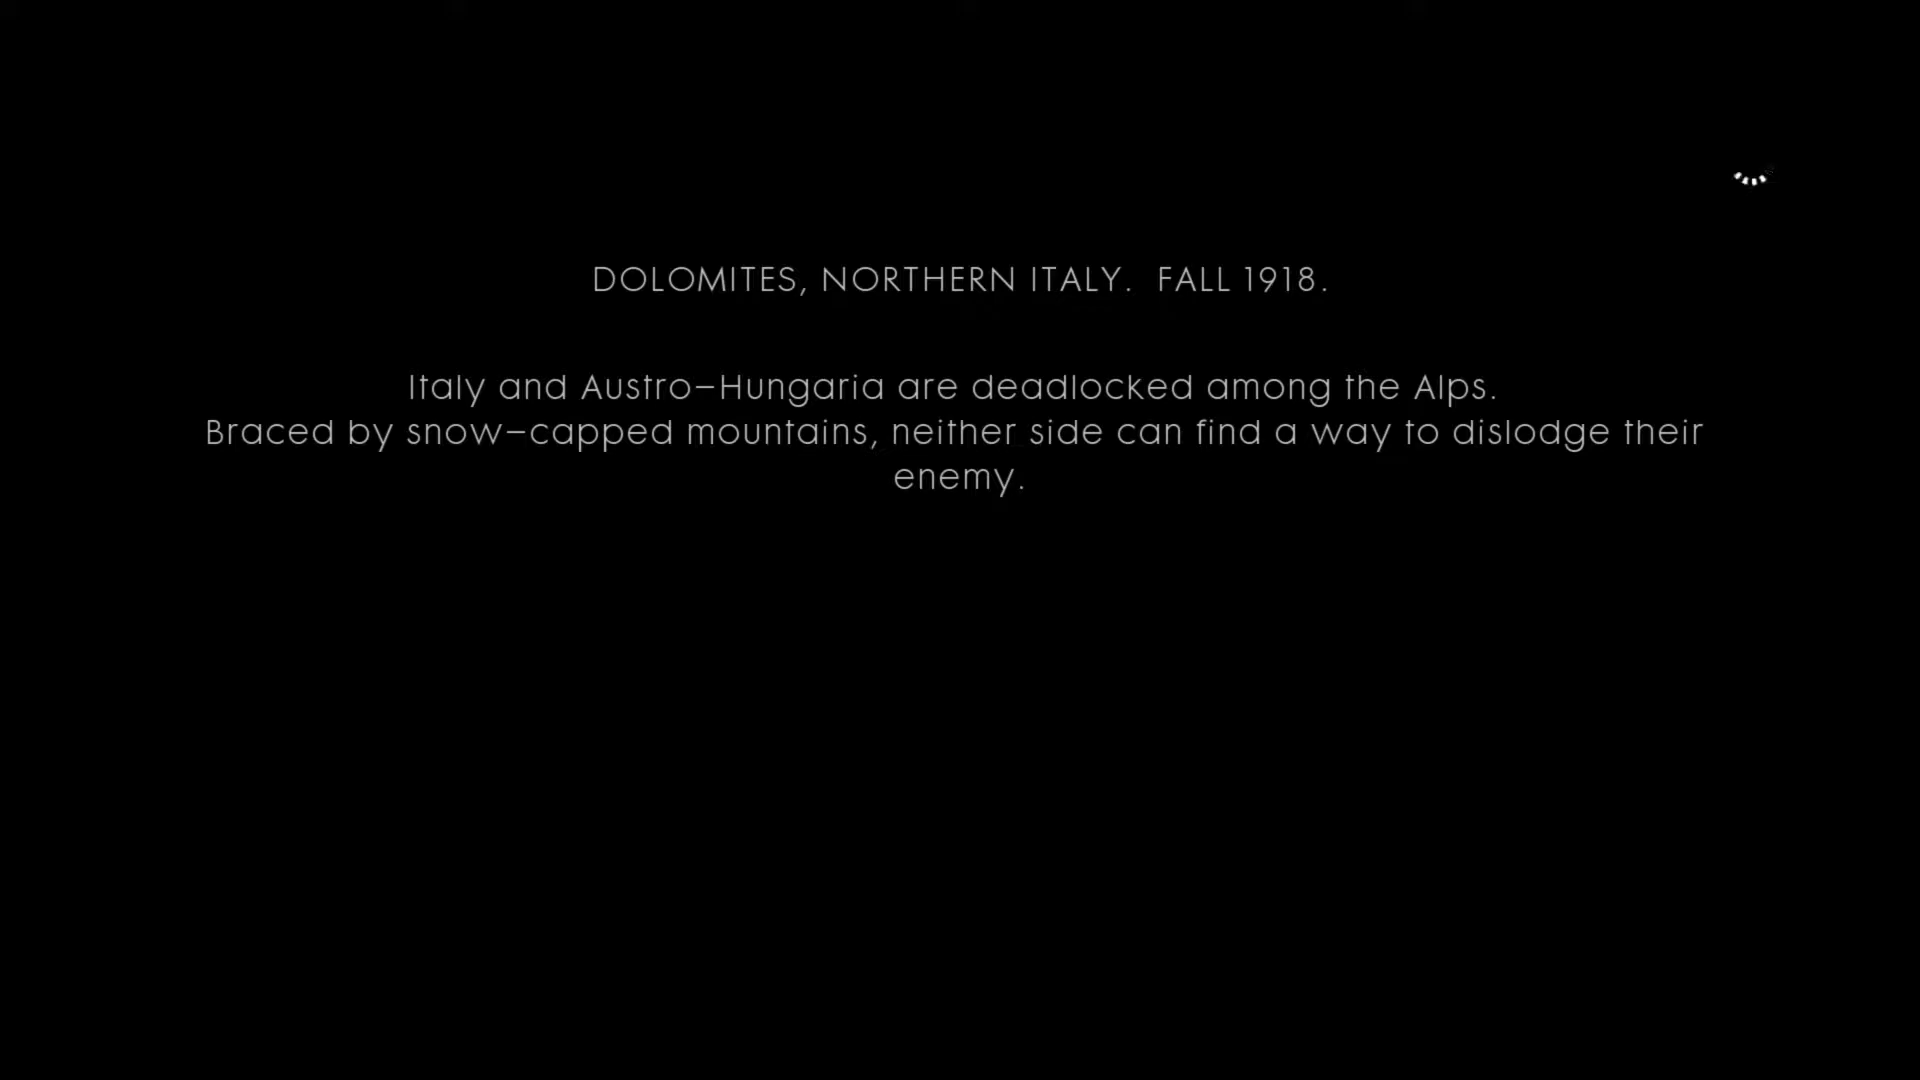 DOLOMITES, NORTHERN ITALY.  FALL 1918.
Italy and Austro-Hungaria are deadlocked among the Alps.
Braced by snow-capped mountains, neither side can find a way to dislodge their
enemy.